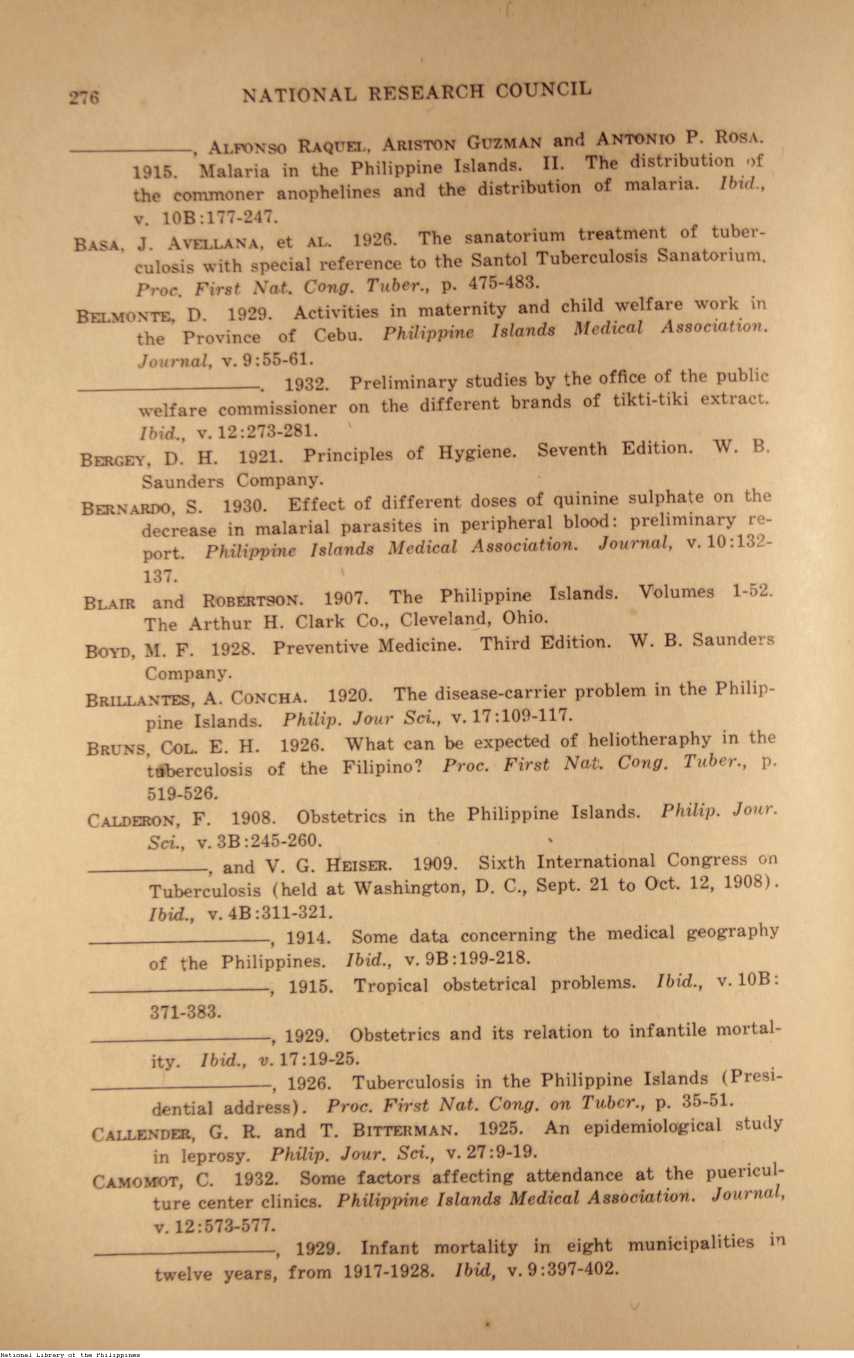 276 NATIONAL RESEARCH COUNCIL
__________, ALFONSO RAQUEL, ARISTON GUZMAN and ANTONIO P. ROSA.
1915. Malaria in the Philippine Islands. II. The distribution of
the commoner anophelines and the distribution of malaria. Ibid.,
v. 10B:177-247.
BASA, J. AVELLANA, et AL. 1926. The sanatorium treatment of tuber-
culosis with special reference to the Santol Tuberculosis Sanatorium.
Proc. First Nat. Cong. Tuber., p. 475-483.
BELMONTE, D. 1929. Activities in maternity and child welfare work in
the Province of Cebu. Philippine Islands Medical Association.
Journal, v. 9:55-61.
_______________. 1932. Preliminary studies by the office of the public
welfare commissioner on the different brands of tikti-tiki extract.
Ibid., v. 12:273-281.
BERGEY, D. H. 1921. Principles of Hygiene. Seventh Edition. W. B.
Saunders Company.
BERNARDO, S. 1930. Effect of different doses of quinine sulphate on the
decrease in malarial parasites in peripheral blood: preliminary re-
port. Philippine Islands Medical Association. Journal, v. 10:132-
137.
BLAIR and ROBERTSON. 1907. The Philippine Islands. Volumes 1-52.
The Arthur H. Clark Co., Cleveland, Ohio.
BOYD, M. F. 1928. Preventive Medicine. Third Edition. W. B. Saunders
Company.
BRILLANTES, A. CONCHA. 1920. The disease-carrier problem in the Philip-
pine Islands. Philip. Jour Sci., v. 17:109-117.
BRUNS, COL. E. H. 1926. What can be expected of heliotheraphy in the
tuberculosis of the Filipino? Proc. First Nat. Cong. Tuber., p.
519-526.
CALDERON, F. 1908. Obstetrics in the Philippine Islands. Philip. Jour.
Sci., v. 3B:245-260.
__________, and V. G. HEISER. 1909. Sixth International Congress on
Tuberculosis (held at Washington, D. C., Sept. 21 to Oct. 12, 1908).
Ibid., v. 4B:311-321.
_______________, 1914. Some data concerning the medical geography
of the Philippines. Ibid., v. 9B:199-218.
_______________, 1915. Tropical obstetrical problems. Ibid., v. 10B:
371-383.
_______________, 1929. Obstetrics and its relation to infantile mortal-
ity. Ibid., v. 17:19-25.
_______________, 1926. Tuberculosis in the Philippine Islands (Presi-
dential address). Proc. First Nat. Cong. on Tuber., p. 35-51.
CALLENDER, G. R. and T. BITTERMAN. 1925. An epidemiological study
in leprosy. Philip. Jour. Sci., v. 27:9-19.
CAMOMOT, C. 1932. Some factors affecting attendance at the puericul-
ture center clinics. Philippine Islands Medical Association. Journal,
v. 12:573-577.
_______________, 1929. Infant mortality in eight municipalities in
twelve years, from 1917-1928. Ibid, v. 9:397-402.
National Library of the Philippines